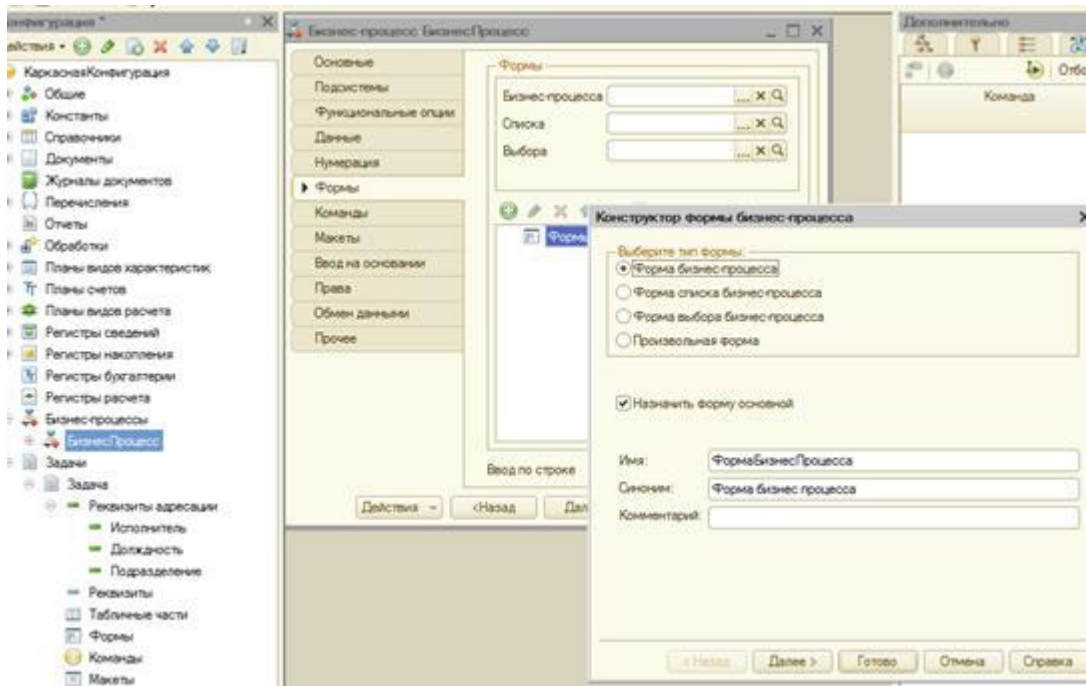 Конфигурация *
Действия
КаркаснаяКонфигурация
Общие
Константы
Справочники
Документы
Журналы документов
Перечисления
Отчеты
Обработки
Планы видов характеристик
Планы счетов
Планы видов расчета
Регистры сведений
Регистры накопления
Регистры бухгалтерии
Регистры расчета
Бизнес-процессы
БизнесПроцесс
Задачи
Задача
Реквизиты адресации
Исполнитель
Должность
Подразделение
Реквизиты
Табличные части
Формы
Команды
Макеты
Бизнес-процесс БизнесПроцесс
Основные
Подсистемы
Функциональные опции
Данные
Нумерация
Формы
Команды
Макеты
Ввод на основании
Права
Обмен данными
Прочее
Формы
Бизнес-процесса
Списка
Выбора
Формы
Ввод по строке
Действия
<Назад
Дал
Конструктор формы бизнес-процесса
Выберите тип формы:
Форма бизнес-процесса
Форма списка бизнес-процесса
Форма выбора бизнес-процесса
Произвольная форма
Назначить форму основной
Имя: ФормаБизнесПроцесса
Синоним: Форма бизнес процесса
Комментарий:
< Назад Далее > Готово Отмена Справка
Дополнительно
Отбо
Команда